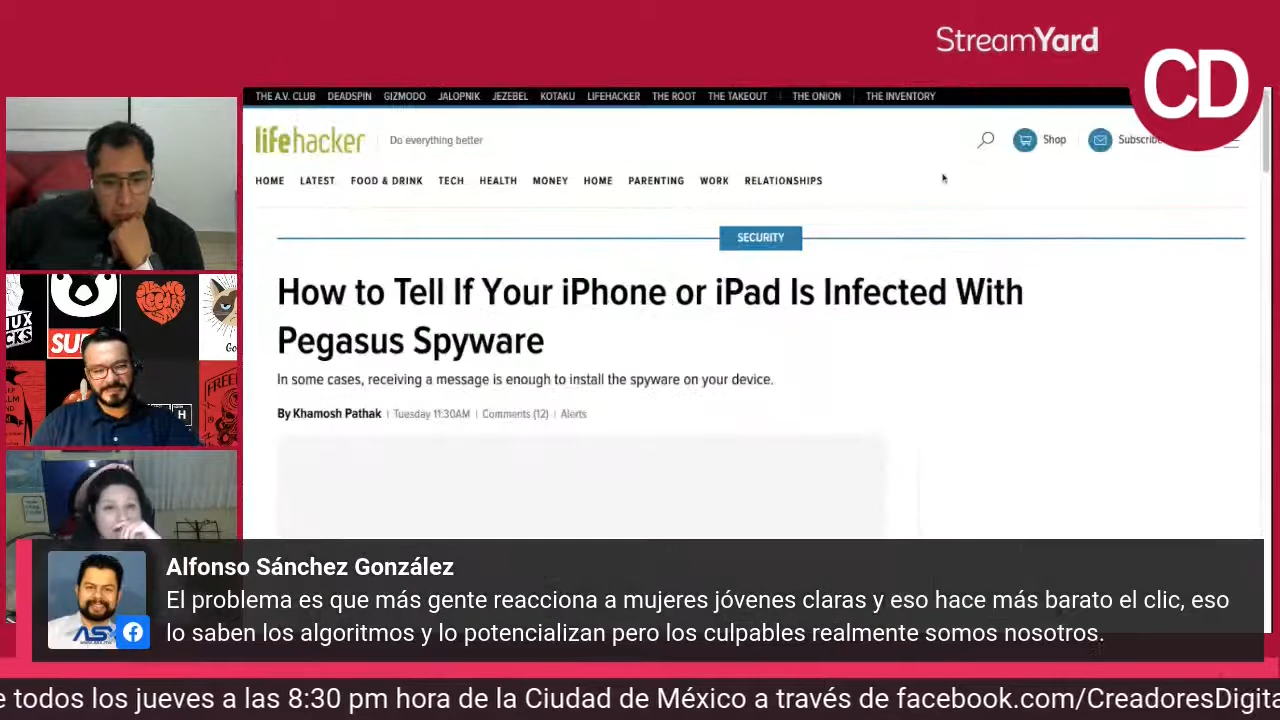 StreamYard
CD
THE A.V. CLUB DEADSPIN GIZMODO JALOPNIK JEZEBEL KOTAKU LIFEHACKER THE ROOT THE TAKEOUT THE ONION THE INVENTORY
lifehacker Do everything better Shop Subscribe
HOME LATEST FOOD & DRINK TECH HEALTH MONEY HOME PARENTING WORK RELATIONSHIPS
SECURITY
How to Tell If Your iPhone or iPad Is Infected With
Pegasus Spyware
In some cases, receiving a message is enough to install the spyware on your device.
By Khamosh Pathak | Tuesday 11:30AM | Comments (12) | Alerts
Alfonso Sánchez González
El problema es que más gente reacciona a mujeres jóvenes claras y eso hace más barato el clic, eso
lo saben los algoritmos y lo potencializan pero los culpables realmente somos nosotros.
e todos los jueves a las 8:30 pm hora de la Ciudad de México a través de facebook.com/CreadoresDigita